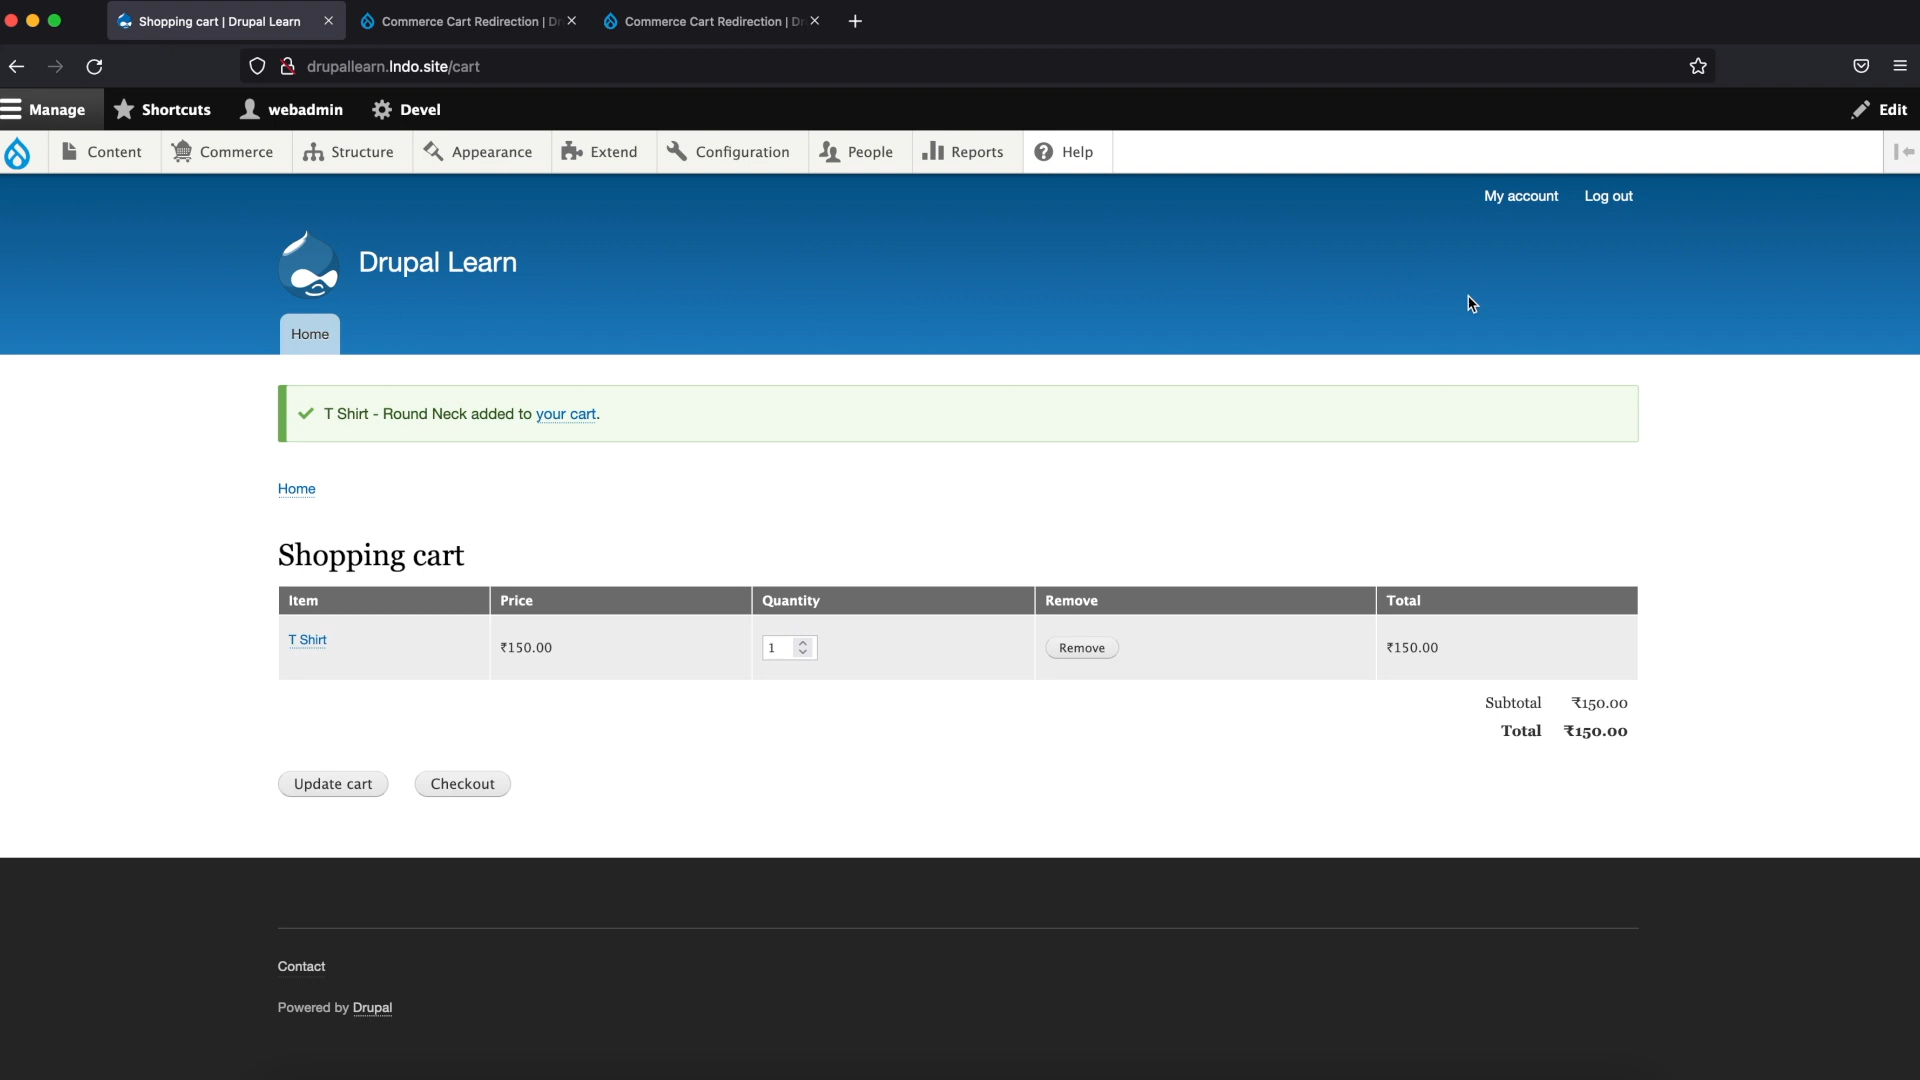 Shopping cart | Drupal Learn
Commerce Cart Redirection | Dr
Commerce Cart Redirection | Dr
drupallearn.lndo.site/cart
Manage Shortcuts webadmin Devel Edit
Content Commerce Structure Appearance Extend Configuration People Reports Help
My account Log out
Drupal Learn
Home
T Shirt - Round Neck added to your cart.
Home
Shopping cart
Item Price Quantity Remove Total
T Shirt ₹150.00 1 Remove ₹150.00
Subtotal ₹150.00
Total ₹150.00
Update cart Checkout
Contact
Powered by Drupal